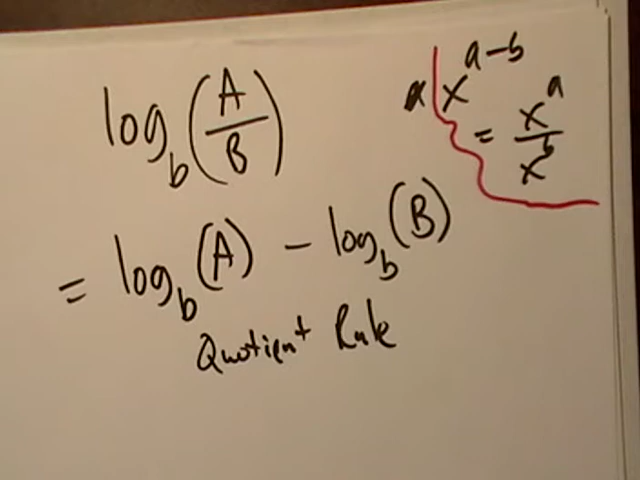 log_b(A/B)
= log_b(A) - log_b(B)
Quotient Rule
x^(a-b)
= x^a/x^b